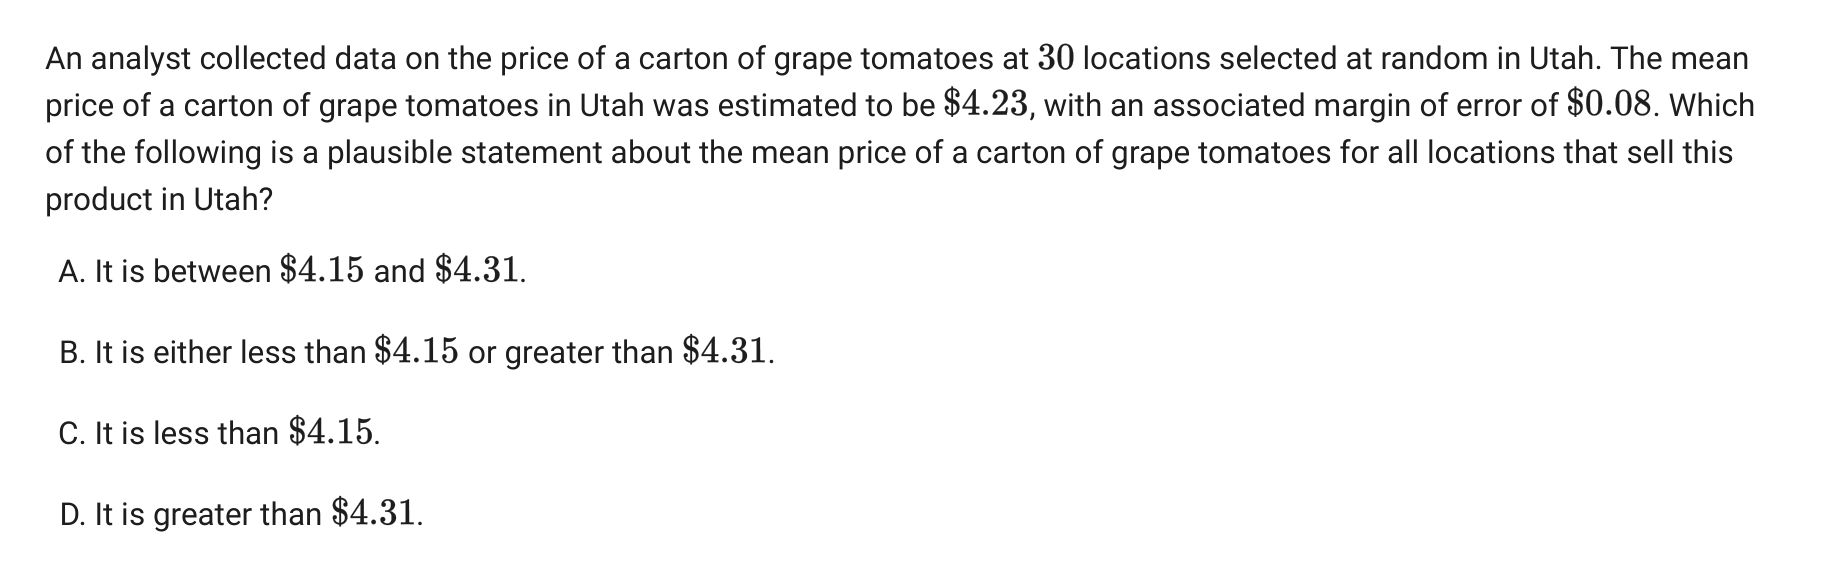 An analyst collected data on the price of a carton of grape tomatoes at 30 locations selected at random in Utah. The mean
price of a carton of grape tomatoes in Utah was estimated to be $4.23, with an associated margin of error of $0.08. Which
of the following is a plausible statement about the mean price of a carton of grape tomatoes for all locations that sell this
product in Utah?
A. It is between $4.15 and $4.31.
B. It is either less than $4.15 or greater than $4.31.
C. It is less than $4.15.
D. It is greater than $4.31.